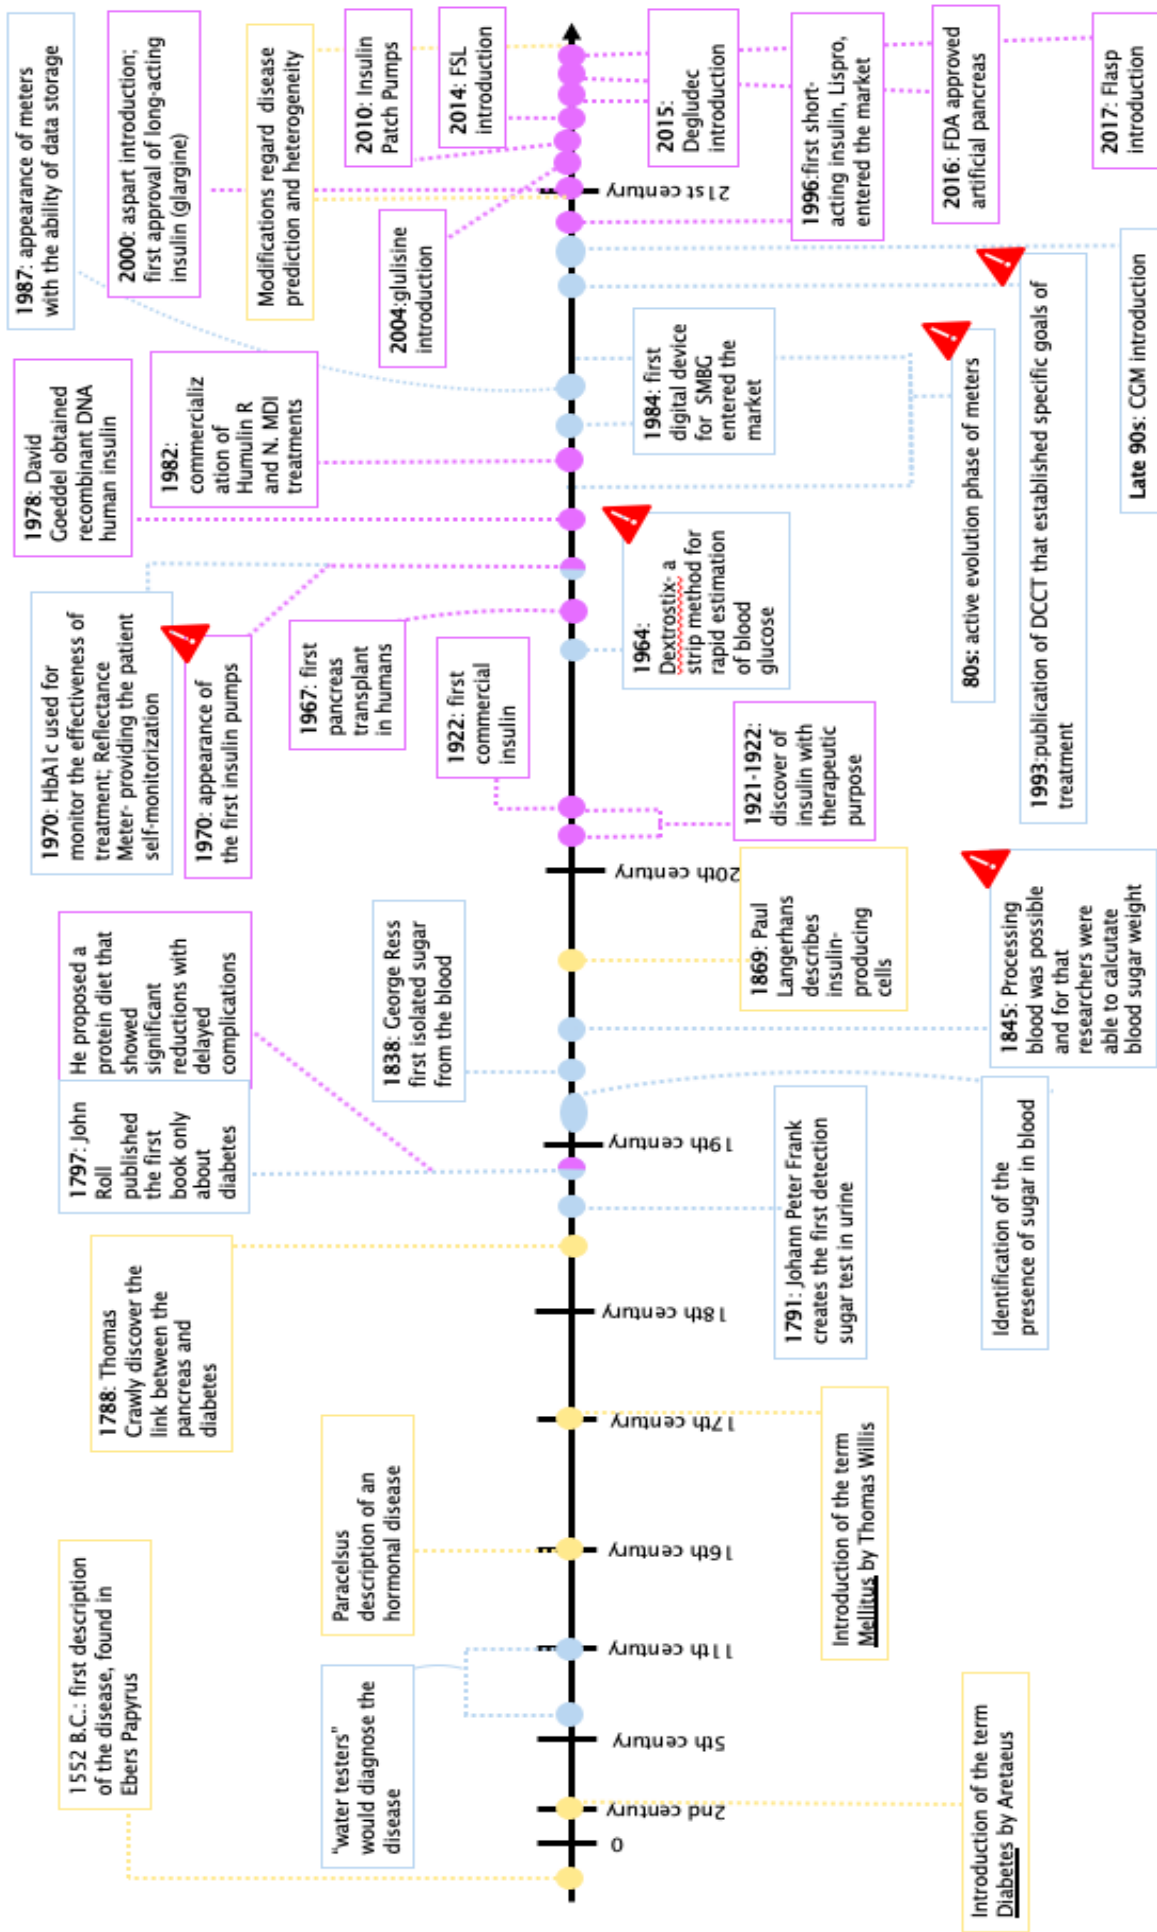 1552 B.C.: first description
of the disease, found in
Ebers Papyrus
"water testers"
would diagnose the
disease
Paracelsus
description of an
hormonal disease
1788: Thomas
Crawly discover the
link between the
pancreas and
diabetes
1797: John
Roll
published
the first
book only
about
diabetes
He proposed a
protein diet that
showed
significant
reductions with
delayed
complications
1838: George Ress
first isolated sugar
from the blood
1970: HbA1c used for
monitor the effectiveness of
treatment; Reflectance
Meter- providing the patient
self-monitorization
1970: appearance of
the first insulin pumps
1967: first
pancreas
transplant
in humans
1922: first
commercial
insulin
1978: David
Goeddel obtained
recombinant DNA
human insulin
1982:
commercializ
ation of
Humulin R
and N. MDI
treatments
1987: appearance of meters
with the ability of data storage
2000: aspart introduction;
first approval of long-acting
insulin (glargine)
Modifications regard disease
prediction and heterogeneity
2004:glulisine
introduction
2010: Insulin
Patch Pumps
2014: FSL
introduction
0
2nd century
5th century
11th century
16th century
17th century
18th century
19th century
20th century
21st century
Introduction of the term
Diabetes by Aretaeus
Introduction of the term
Mellitus by Thomas Willis
1791: Johann Peter Frank
creates the first detection
sugar test in urine
Identification of the
presence of sugar in blood
1845: Processing
blood was possible
and for that
researchers were
able to calcutate
blood sugar weight
1869: Paul
Langerhans
describes
insulin-
producing
cells
1921-1922:
discover of
insulin with
therapeutic
purpose
1964:
Dextrostix- a
strip method for
rapid estimation
of blood
glucose
1984: first
digital device
for SMBG
entered the
market
80s: active evolution phase of meters
1993:publication of DCCT that established specific goals of
treatment
Late 90s: CGM introduction
1996:first short-
acting insulin, Lispro,
entered the market
2015:
Degludec
introduction
2016: FDA approved
artificial pancreas
2017: Fiasp
introduction